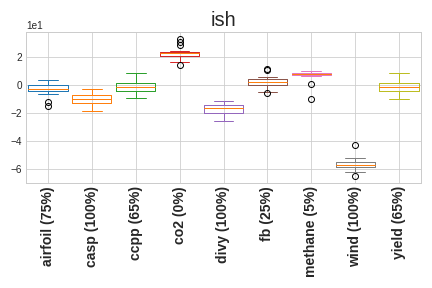 ish
1e1
2
0
−2
−4
−6
airfoil (75%)
casp (100%)
ccpp (65%)
co2 (0%)
divy (100%)
fb (25%)
methane (5%)
wind (100%)
yield (65%)